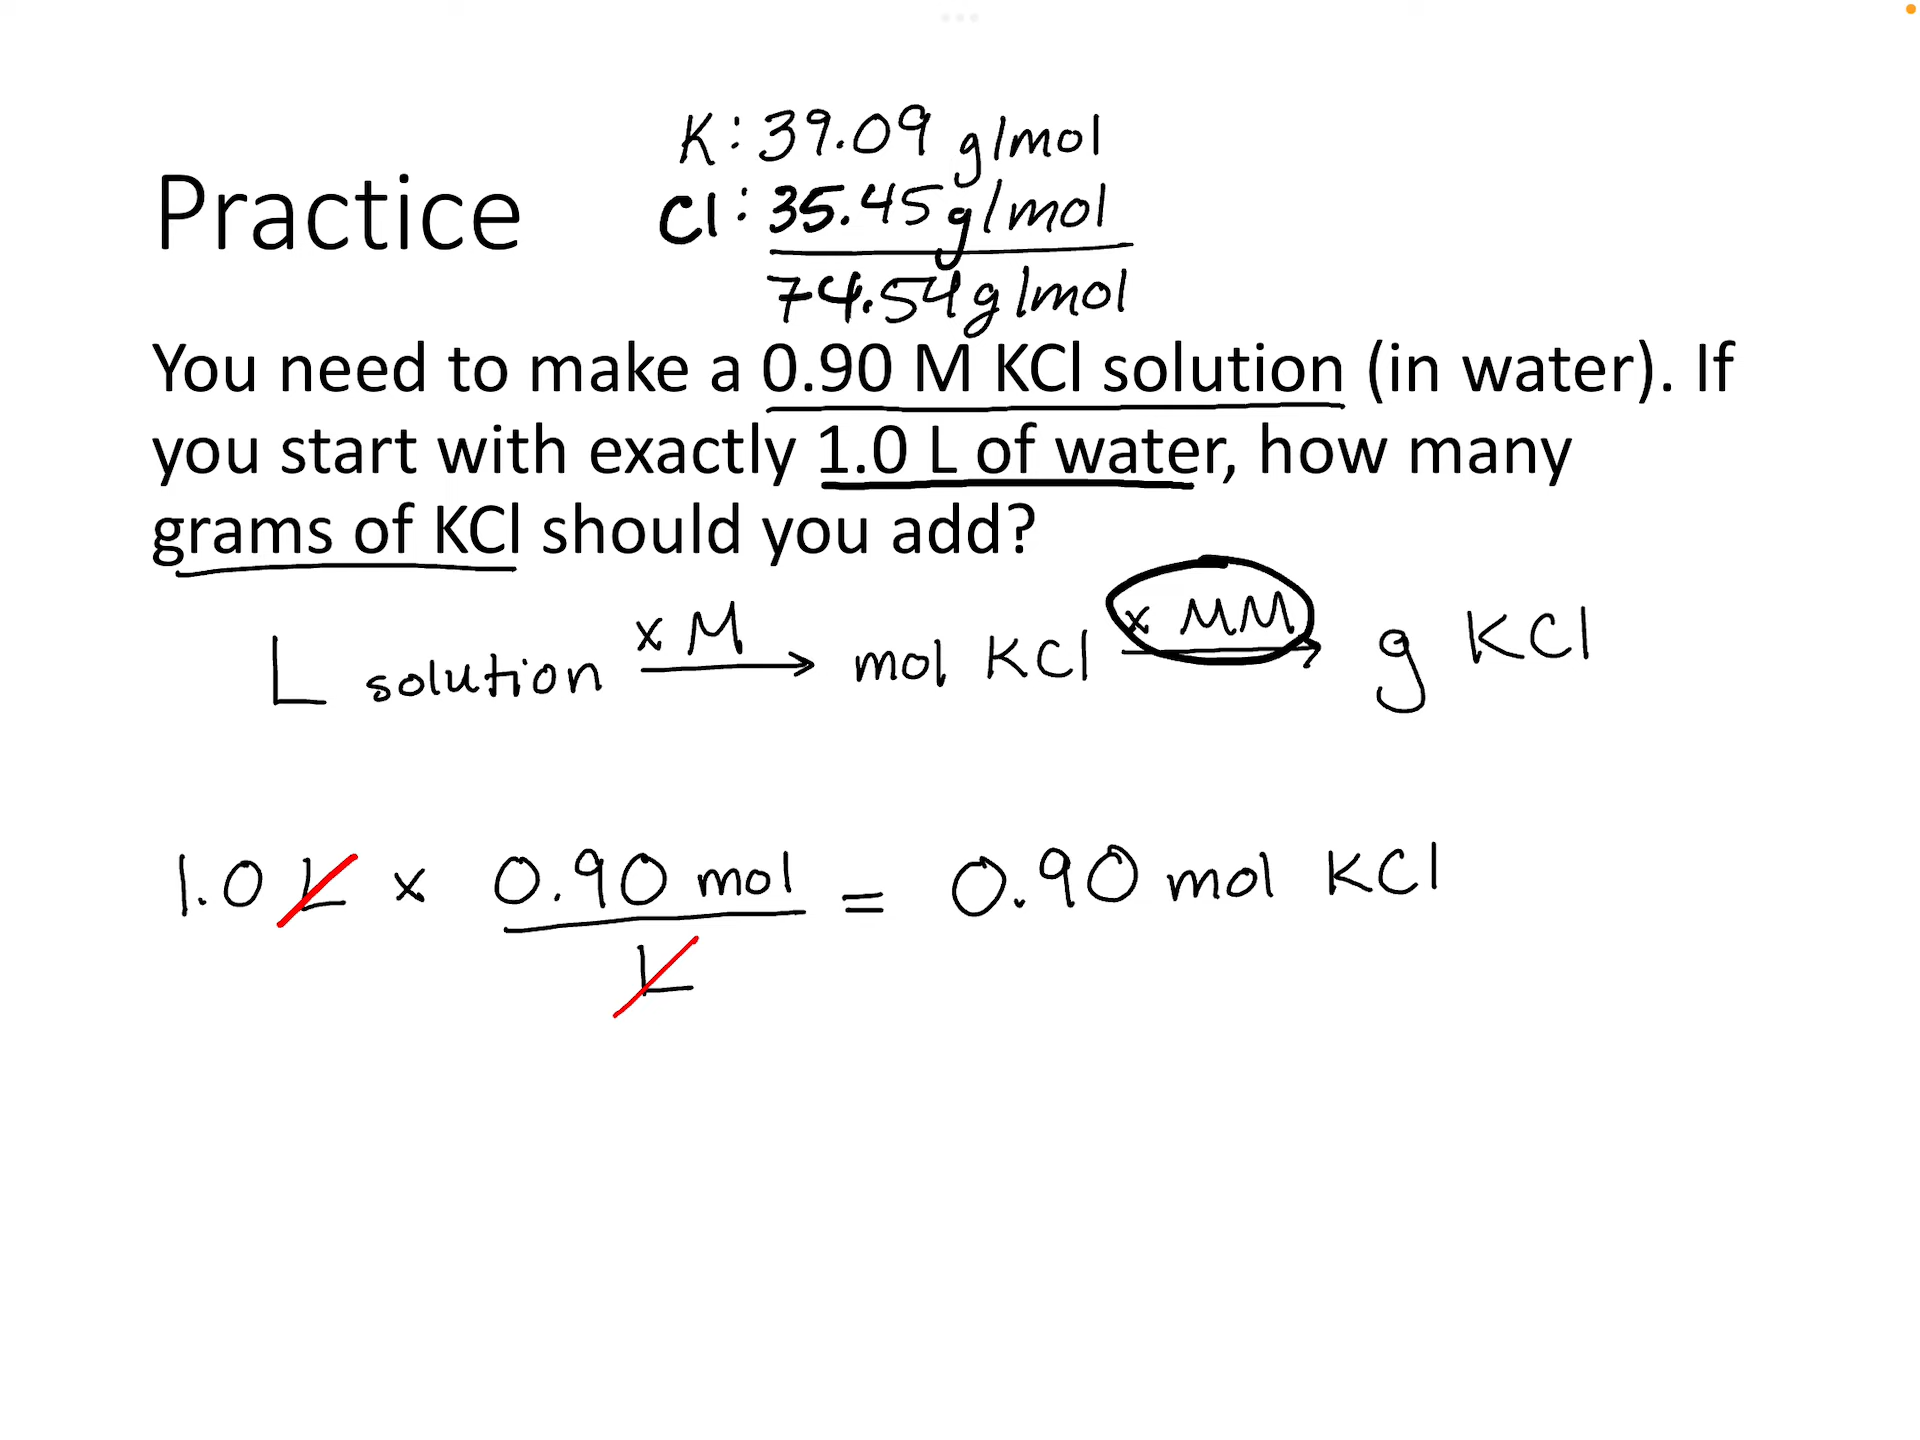 K: 39.09 g/mol
Practice
Cl: 35.45 g/mol
74.54 g/mol
You need to make a 0.90 M KCl solution (in water). If
you start with exactly 1.0 L of water, how many
grams of KCl should you add?
L solution x M → mol KCl x MM → g KCl
1.0 L x 0.90 mol / L = 0.90 mol KCl